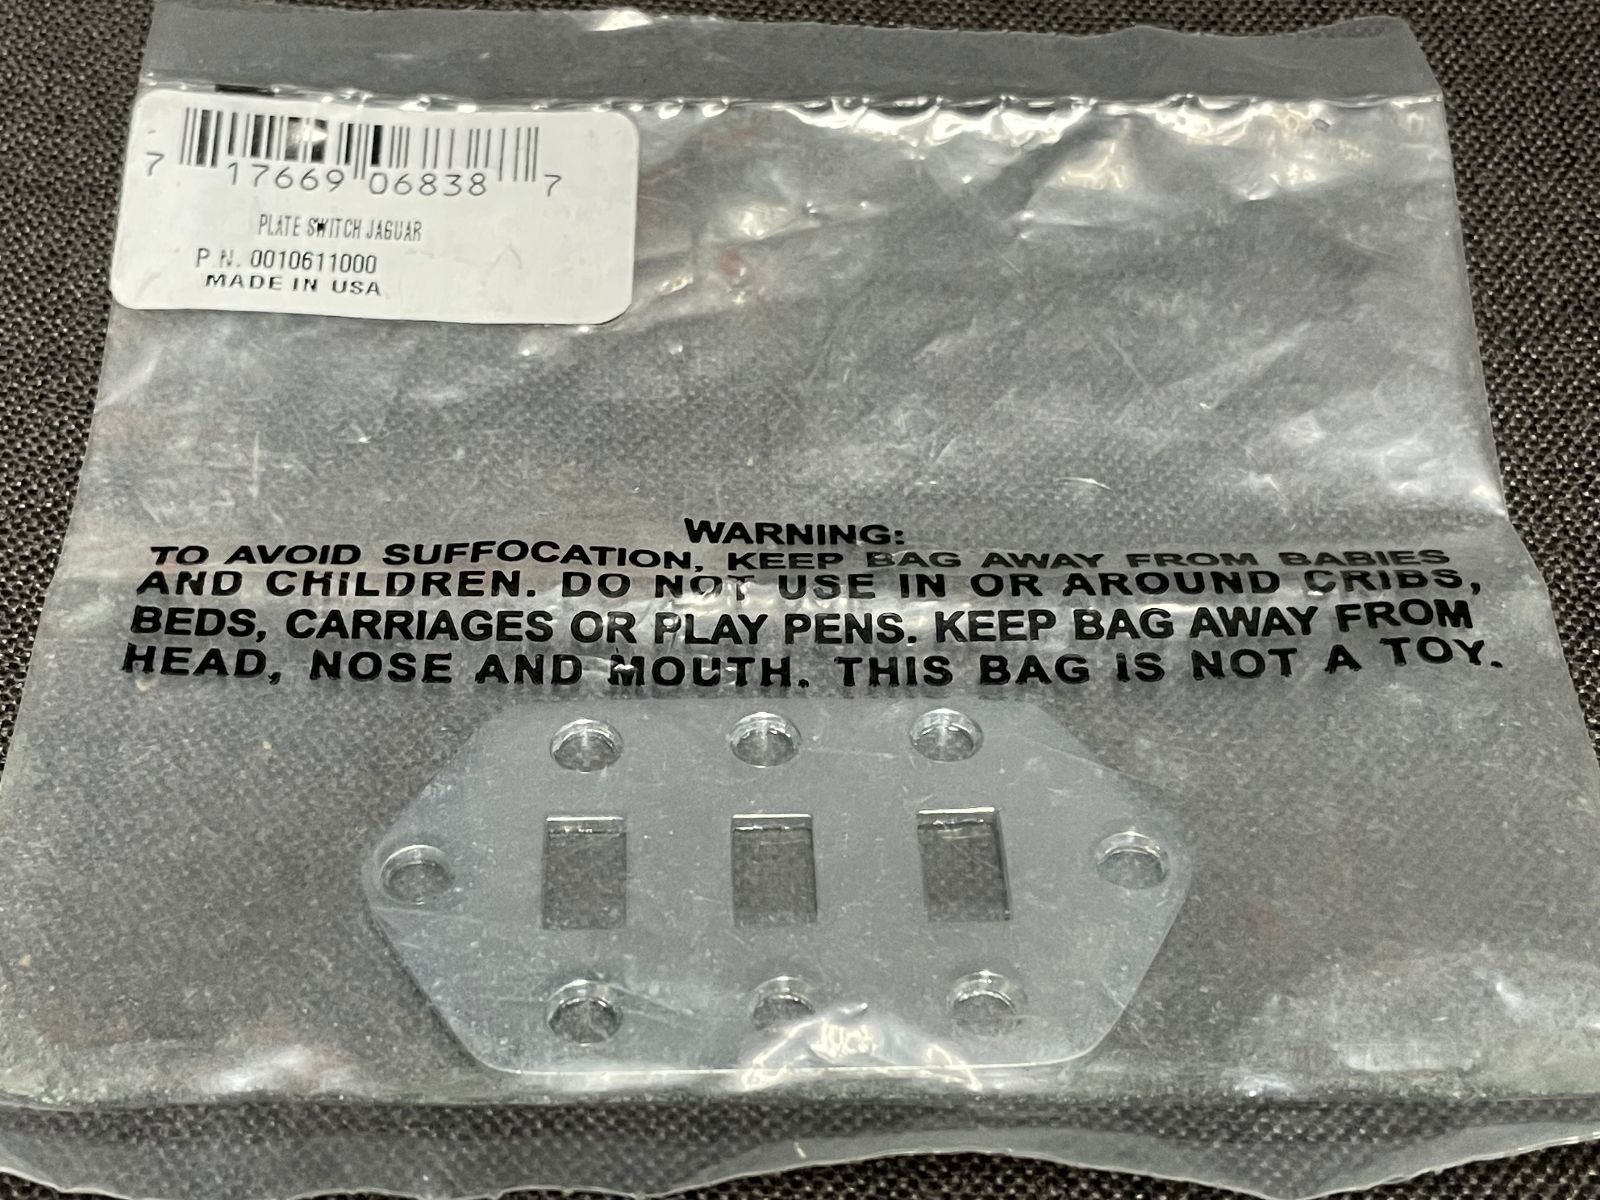 7 17669 06838 7
PLATE SWITCH JAGUAR
P.N. 0010611000
MADE IN USA
WARNING:
TO AVOID SUFFOCATION, KEEP BAG AWAY FROM BABIES
AND CHILDREN. DO NOT USE IN OR AROUND CRIBS,
BEDS, CARRIAGES OR PLAY PENS. KEEP BAG AWAY FROM
HEAD, NOSE AND MOUTH. THIS BAG IS NOT A TOY.